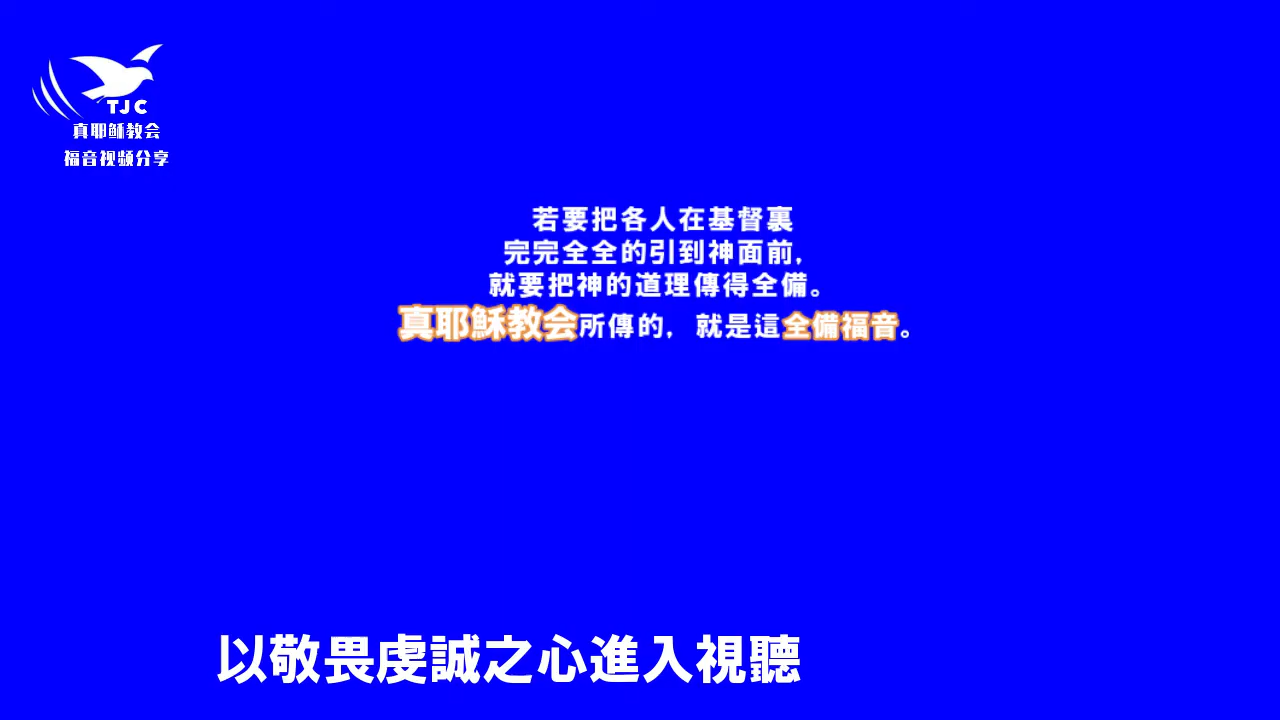 TJC
真耶稣教会
福音视频分享
若要把各人在基督裏
完完全全的引到神面前，
就要把神的道理傳得全備。
真耶穌教会所傳的，就是這全備福音。
以敬畏虔誠之心進入視聽